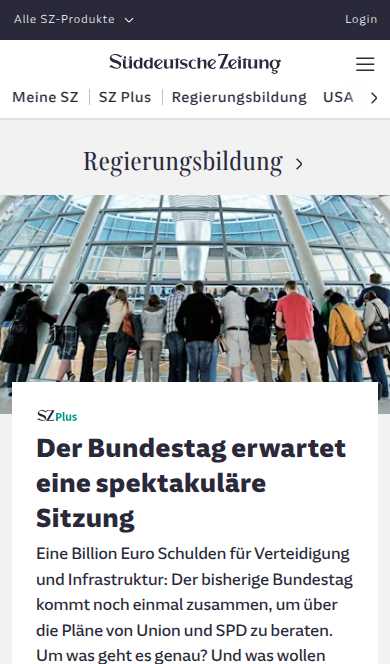 Alle SZ-Produkte
Login
Süddeutsche Zeitung
Meine SZ
SZ Plus
Regierungsbildung
USA
Regierungsbildung
SZ Plus
Der Bundestag erwartet
eine spektakuläre
Sitzung
Eine Billion Euro Schulden für Verteidigung
und Infrastruktur: Der bisherige Bundestag
kommt noch einmal zusammen, um über
die Pläne von Union und SPD zu beraten.
Um was geht es genau? Und was wollen